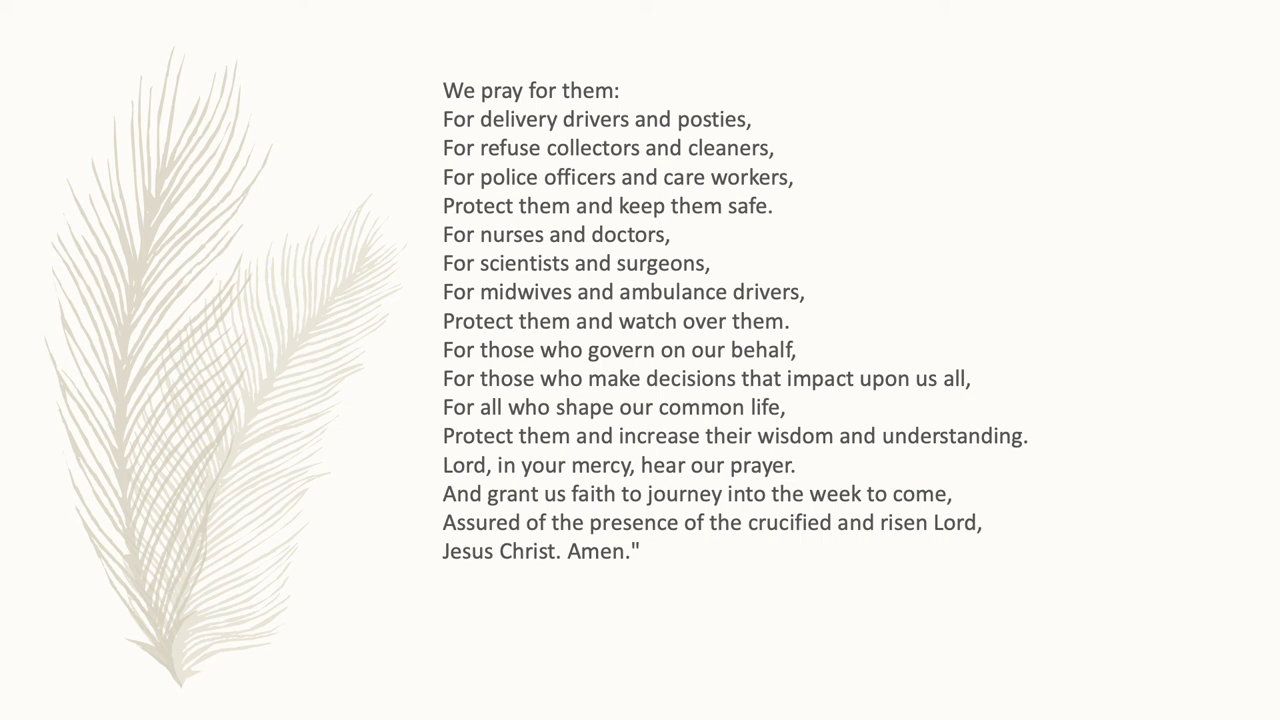 We pray for them:
For delivery drivers and posties,
For refuse collectors and cleaners,
For police officers and care workers,
Protect them and keep them safe.
For nurses and doctors,
For scientists and surgeons,
For midwives and ambulance drivers,
Protect them and watch over them.
For those who govern on our behalf,
For those who make decisions that impact upon us all,
For all who shape our common life,
Protect them and increase their wisdom and understanding.
Lord, in your mercy, hear our prayer.
And grant us faith to journey into the week to come,
Assured of the presence of the crucified and risen Lord,
Jesus Christ. Amen."